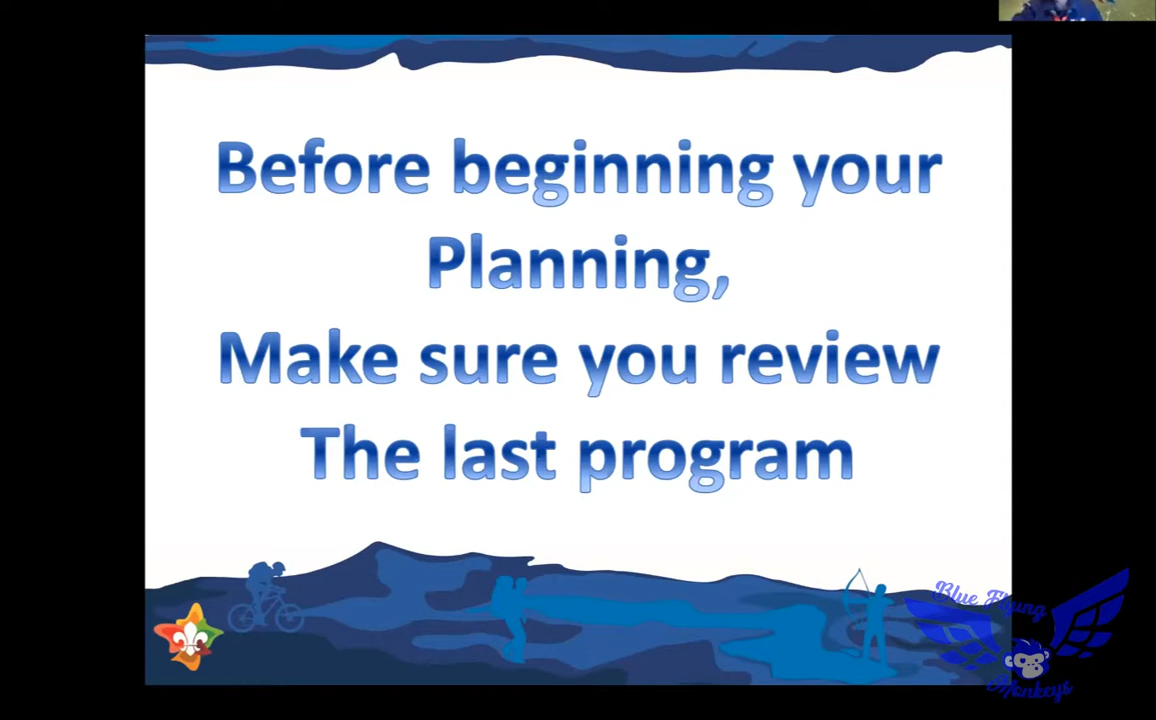 Before beginning your
Planning,
Make sure you review
The last program
Blue Flying
Monkeys